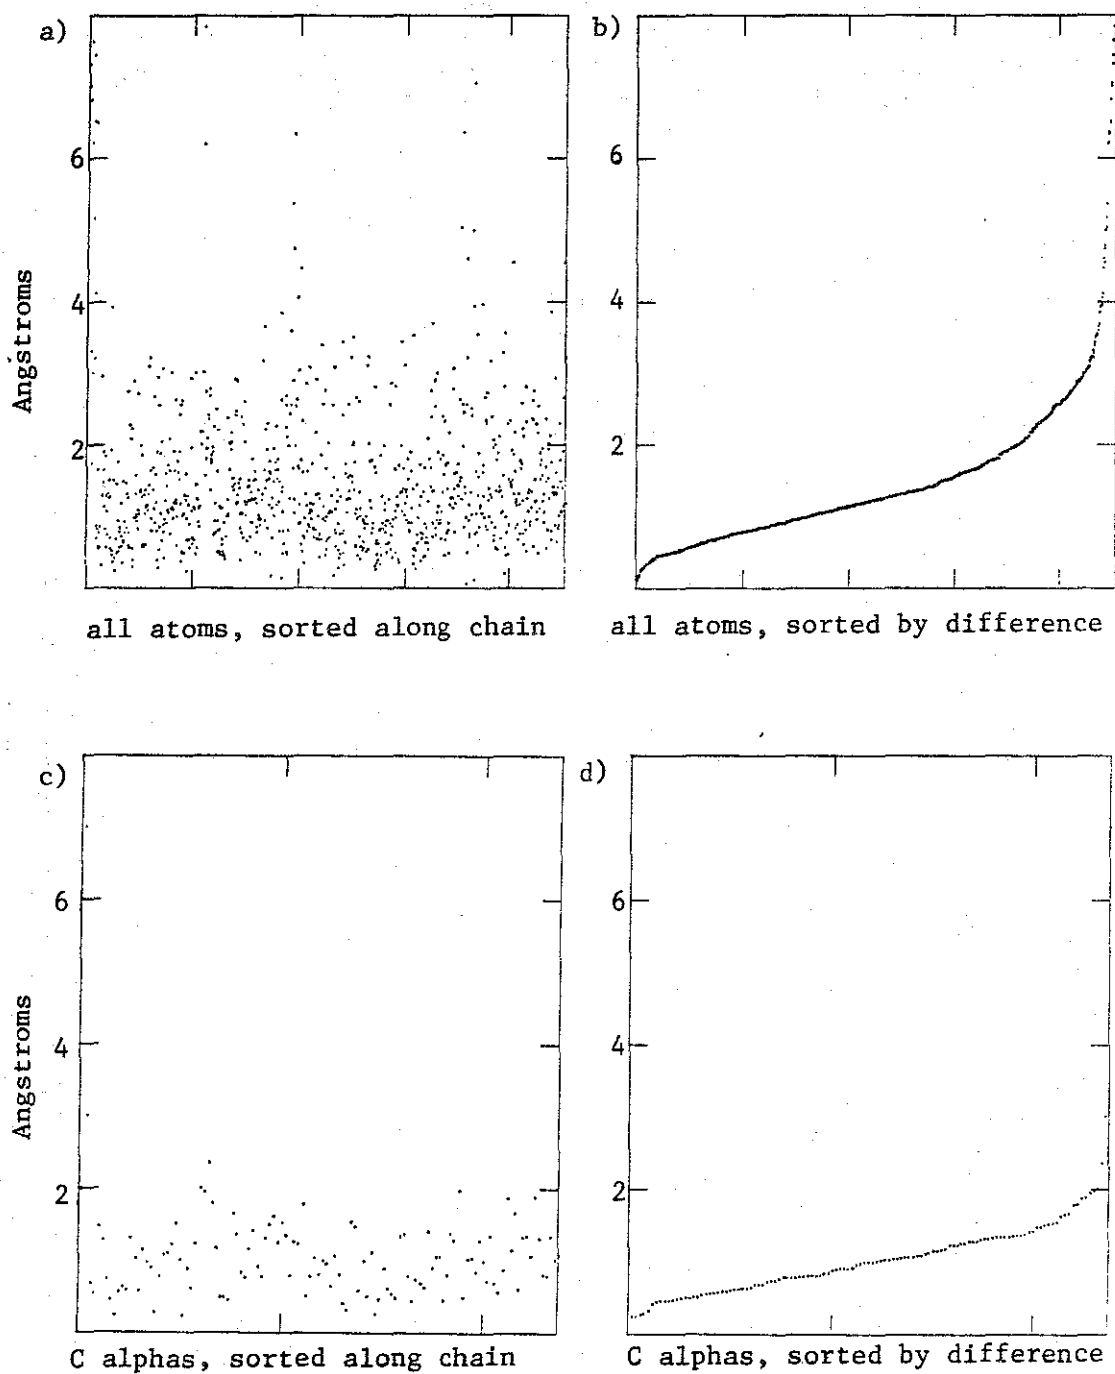 a)
b)
6
6
4
4
2
2
Angstroms
all atoms, sorted along chain
all atoms, sorted by difference
c)
d)
6
6
4
4
2
2
Angstroms
C alphas, sorted along chain
C alphas, sorted by difference